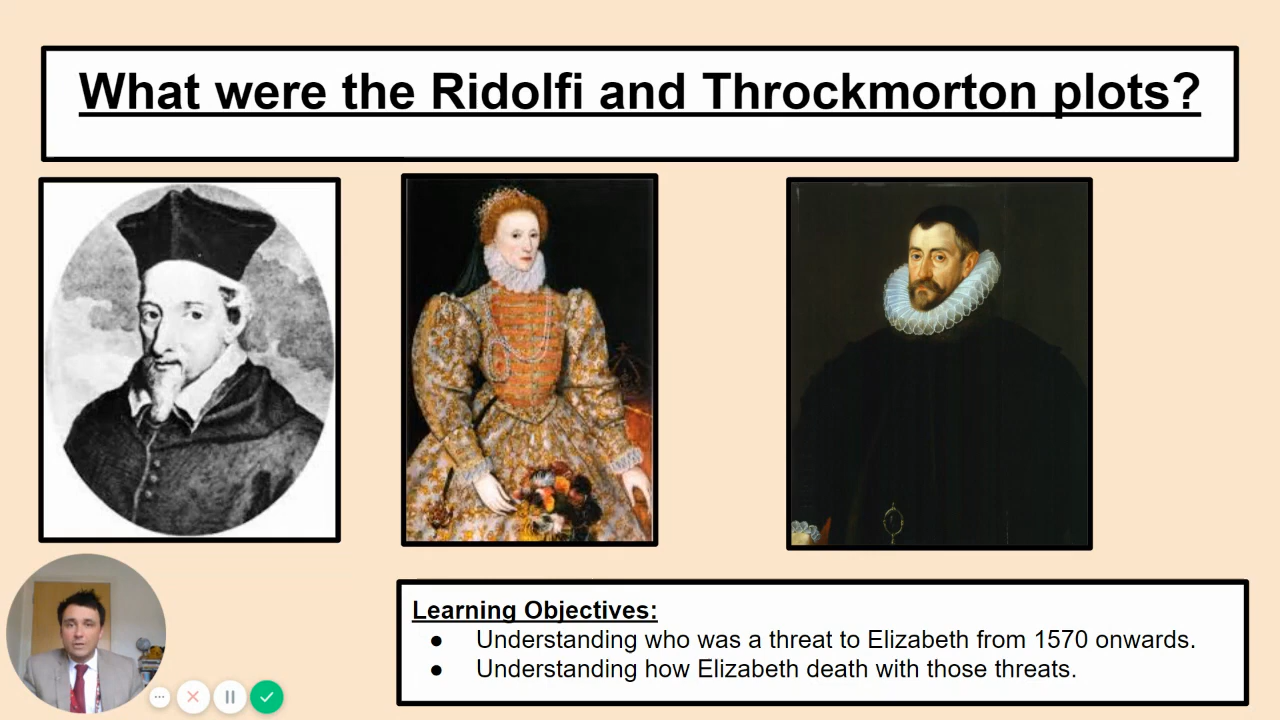 What were the Ridolfi and Throckmorton plots?
Learning Objectives:
● Understanding who was a threat to Elizabeth from 1570 onwards.
● Understanding how Elizabeth death with those threats.